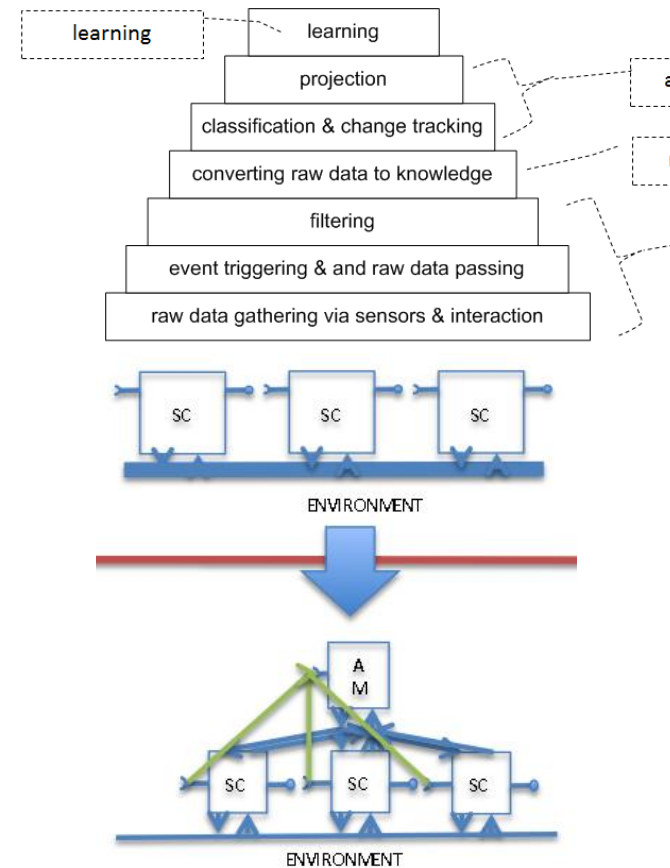 learning
learning
projection
classification & change tracking
converting raw data to knowledge
filtering
event triggering & and raw data passing
raw data gathering via sensors & interaction
SC
SC
SC
ENVIRONMENT
A
M
SC
SC
SC
ENVIRONMENT